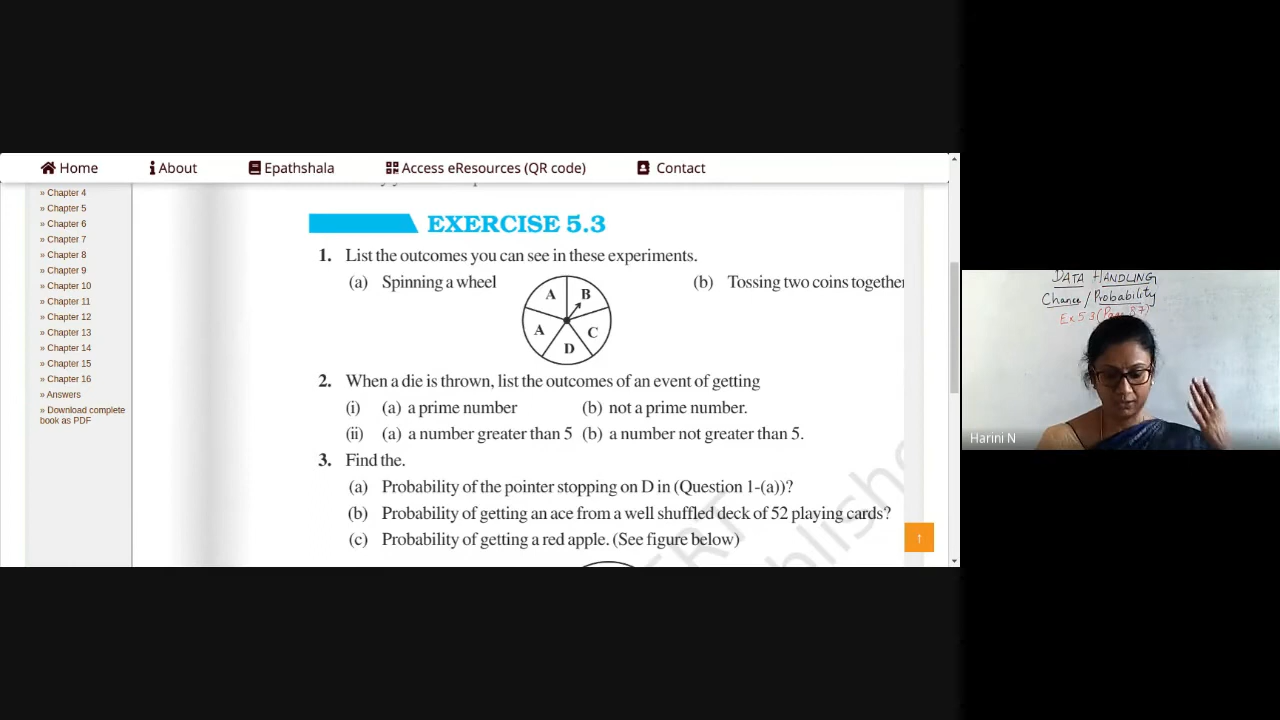 Home About Epathshala Access eResources (QR code) Contact
» Chapter 4
» Chapter 5
» Chapter 6
» Chapter 7
» Chapter 8
» Chapter 9
» Chapter 10
» Chapter 11
» Chapter 12
» Chapter 13
» Chapter 14
» Chapter 15
» Chapter 16
» Answers
» Download complete
book as PDF
EXERCISE 5.3
1. List the outcomes you can see in these experiments.
(a) Spinning a wheel (b) Tossing two coins together
A B
A C
D
2. When a die is thrown, list the outcomes of an event of getting
(i) (a) a prime number (b) not a prime number.
(ii) (a) a number greater than 5 (b) a number not greater than 5.
3. Find the.
(a) Probability of the pointer stopping on D in (Question 1-(a))?
(b) Probability of getting an ace from a well shuffled deck of 52 playing cards?
(c) Probability of getting a red apple. (See figure below)
↑
DATA HANDLING
Chance / Probability
Ex 5.3 (Page 87)
Harini N